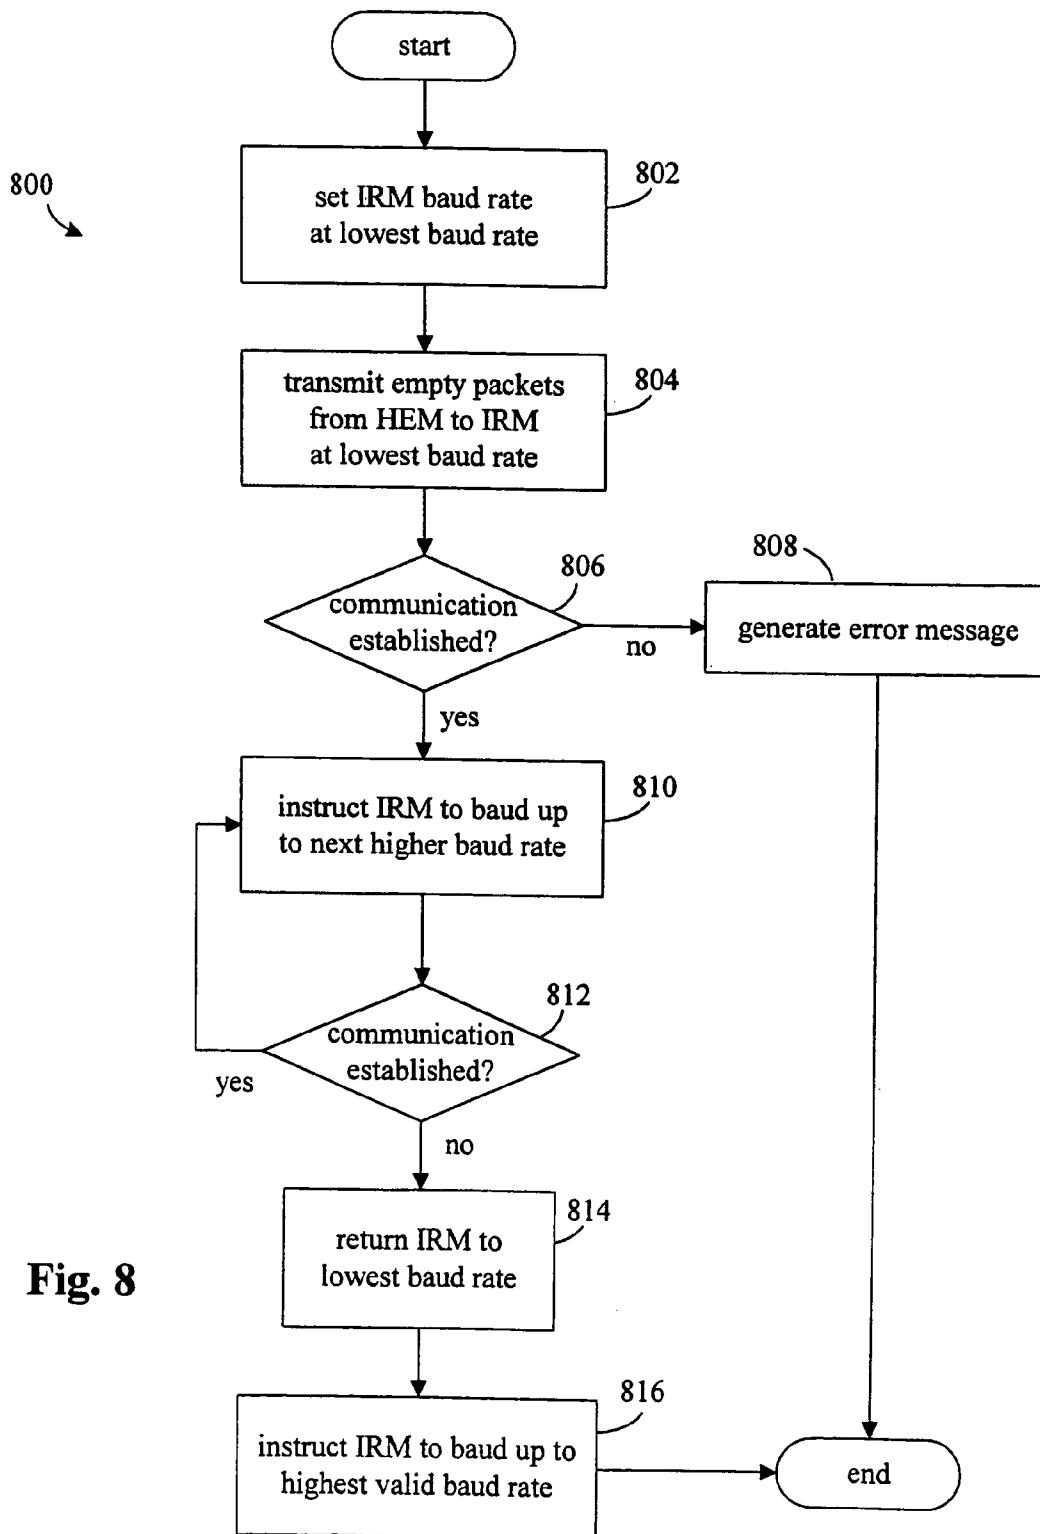 start
800
802
set IRM baud rate
at lowest baud rate
804
transmit empty packets
from HEM to IRM
at lowest baud rate
806
communication
established?
no
808
generate error message
yes
810
instruct IRM to baud up
to next higher baud rate
812
communication
established?
yes
no
814
return IRM to
lowest baud rate
Fig. 8
816
instruct IRM to baud up to
highest valid baud rate
end